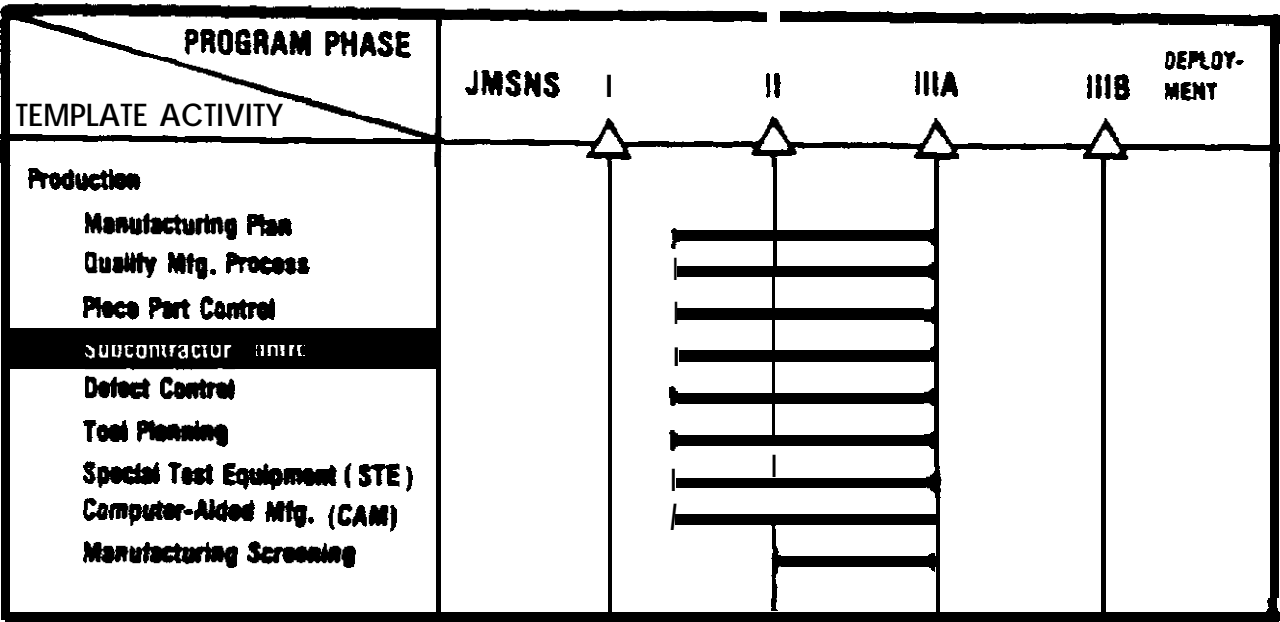 PROGRAM PHASE
TEMPLATE ACTIVITY
JMSNS I II IIIA IIIB DEPLOY-
MENT
Production
Manufacturing Plan
Qualify Mfg. Process
Piece Part Control
Subcontractor
Defect Control
Tool Planning
Special Test Equipment (STE)
Computer-Aided Mfg. (CAM)
Manufacturing Screening